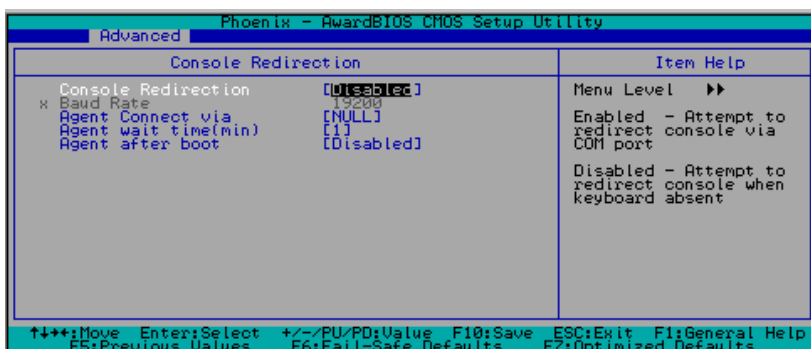 Phoenix - AwardBIOS CMOS Setup Utility
Advanced
Console Redirection
Item Help
Console Redirection [Disabled]
x Baud Rate 19200
Agent Connect via [NULL]
Agent wait time(min) [1]
Agent after boot [Disabled]
Menu Level ▶▶
Enabled - Attempt to
redirect console via
COM port
Disabled - Attempt to
redirect console when
keyboard absent
↑↓→←:Move Enter:Select +/-/PU/PD:Value F10:Save ESC:Exit F1:General Help
F5:Previous Values F6:Fail-Safe Defaults F7:Optimized Defaults